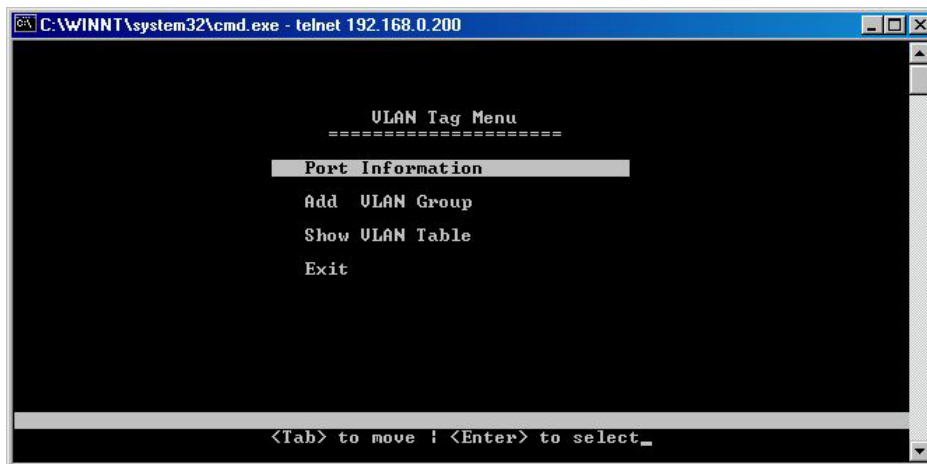 C:\WINNT\system32\cmd.exe - telnet 192.168.0.200
VLAN Tag Menu
=====================
Port Information
Add  VLAN Group
Show VLAN Table
Exit
<Tab> to move ¦ <Enter> to select_